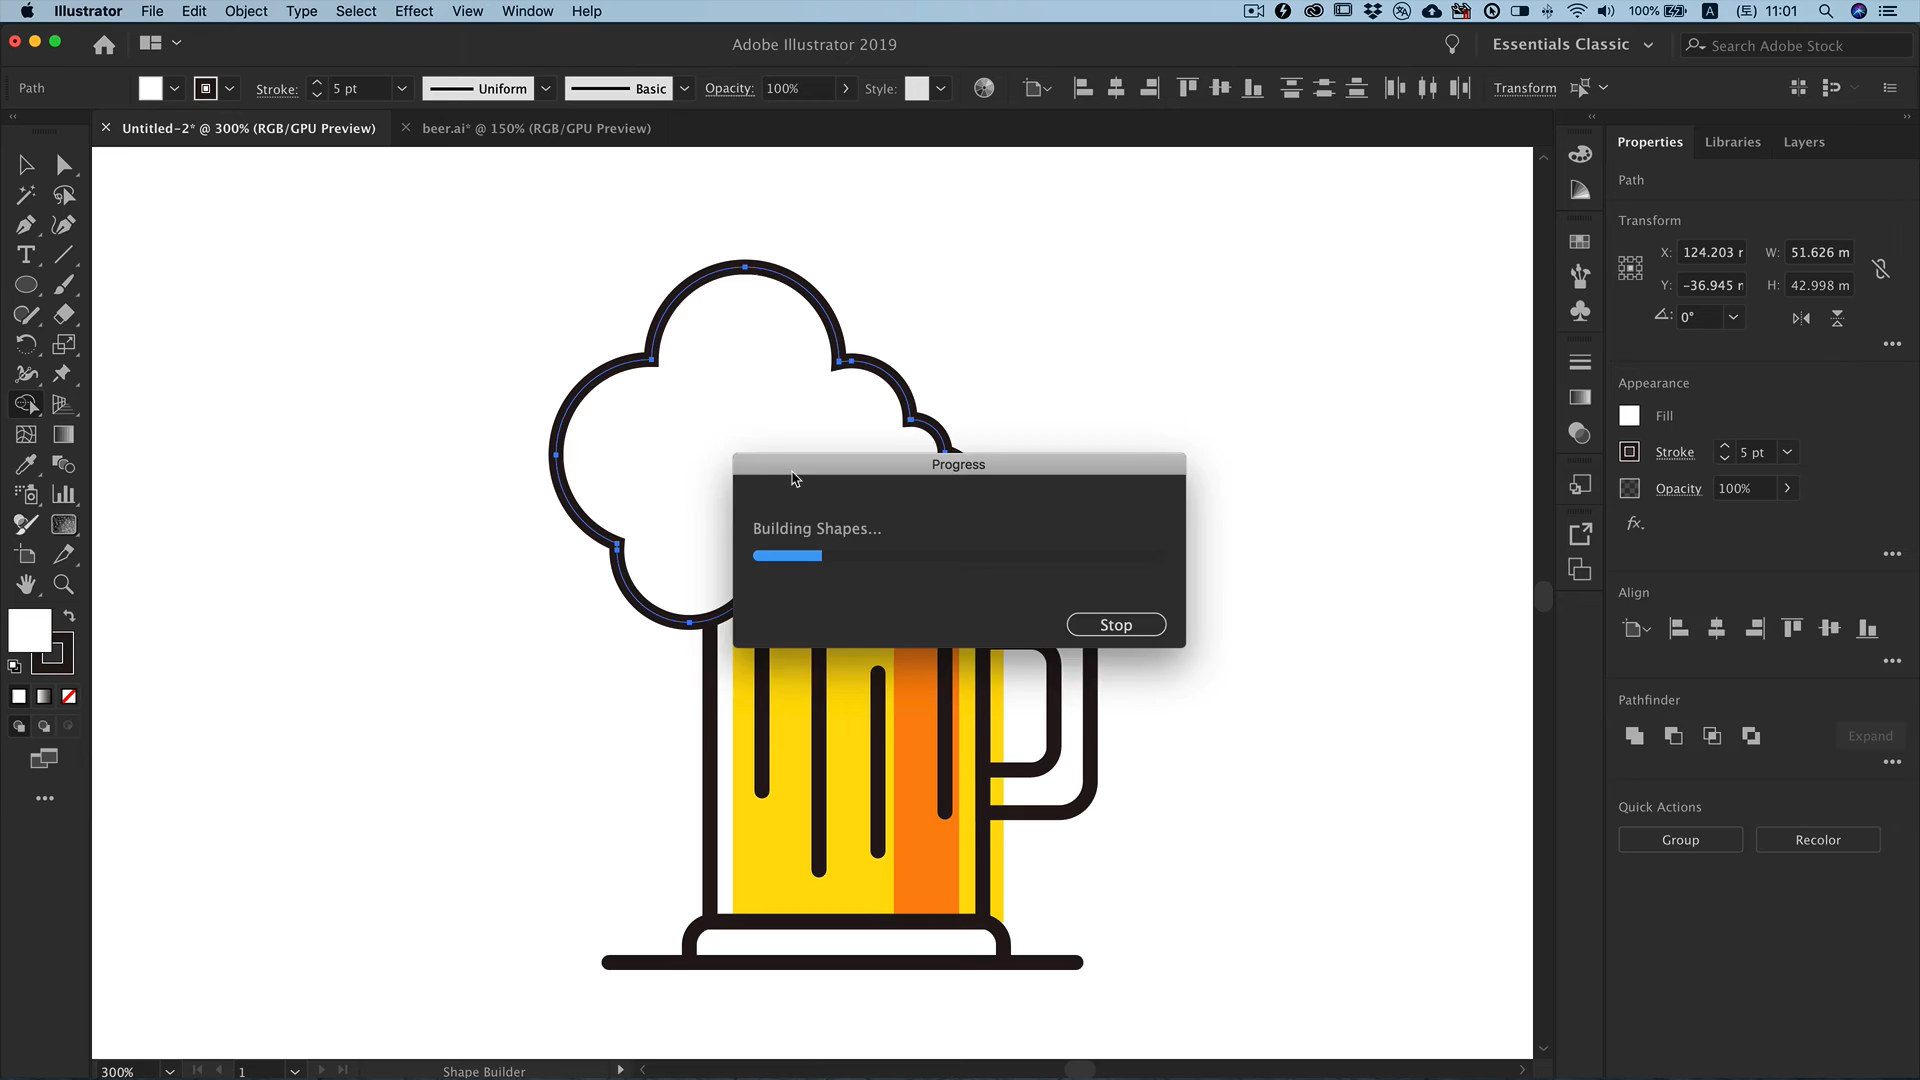 Illustrator File Edit Object Type Select Effect View Window Help 100% A (토) 11:01
Adobe Illustrator 2019 Essentials Classic Search Adobe Stock
Path Stroke: 5 pt Uniform Basic Opacity: 100% Style: Transform
Untitled-2* @ 300% (RGB/GPU Preview) beer.ai* @ 150% (RGB/GPU Preview)
Properties Libraries Layers
Path
Transform
X: 124.203 r W: 51.626 m
Y: -36.945 r H: 42.998 m
0°
Appearance
Fill
Stroke 5 pt
Opacity 100%
fx.
Progress
Building Shapes...
Stop
Align
Pathfinder
Expand
Quick Actions
Group Recolor
300% 1 Shape Builder